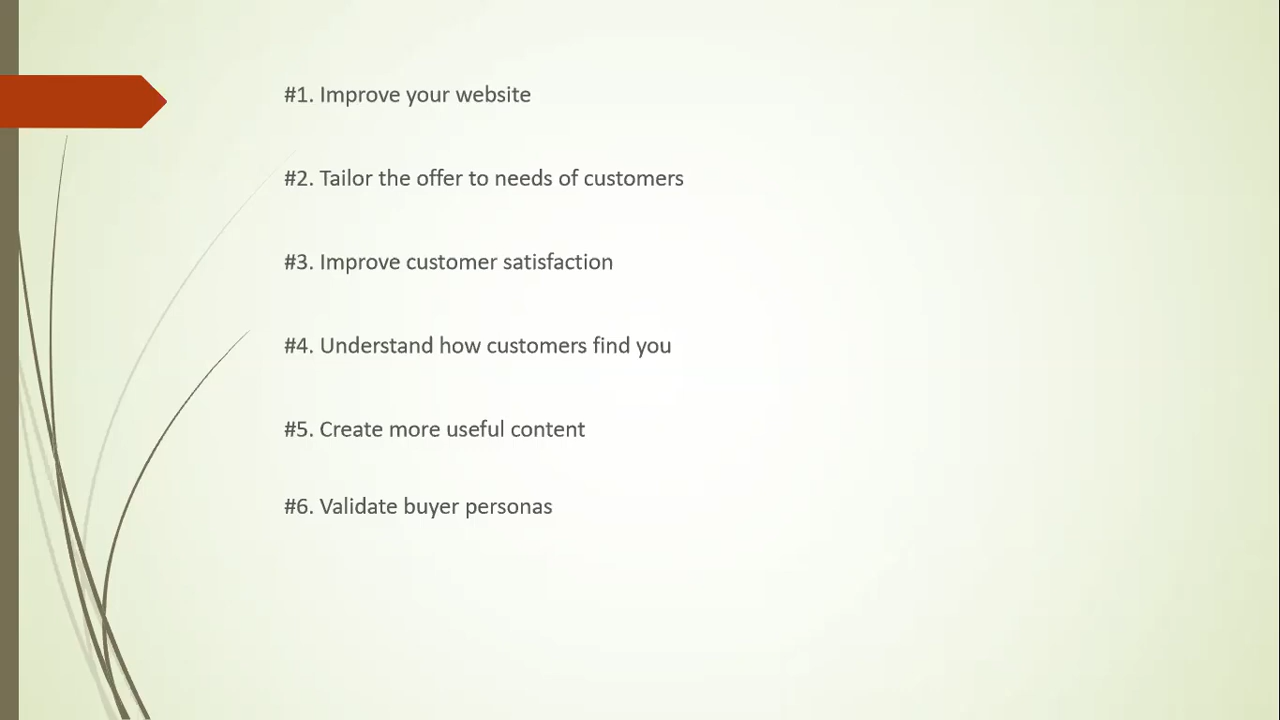 #1. Improve your website
#2. Tailor the offer to needs of customers
#3. Improve customer satisfaction
#4. Understand how customers find you
#5. Create more useful content
#6. Validate buyer personas